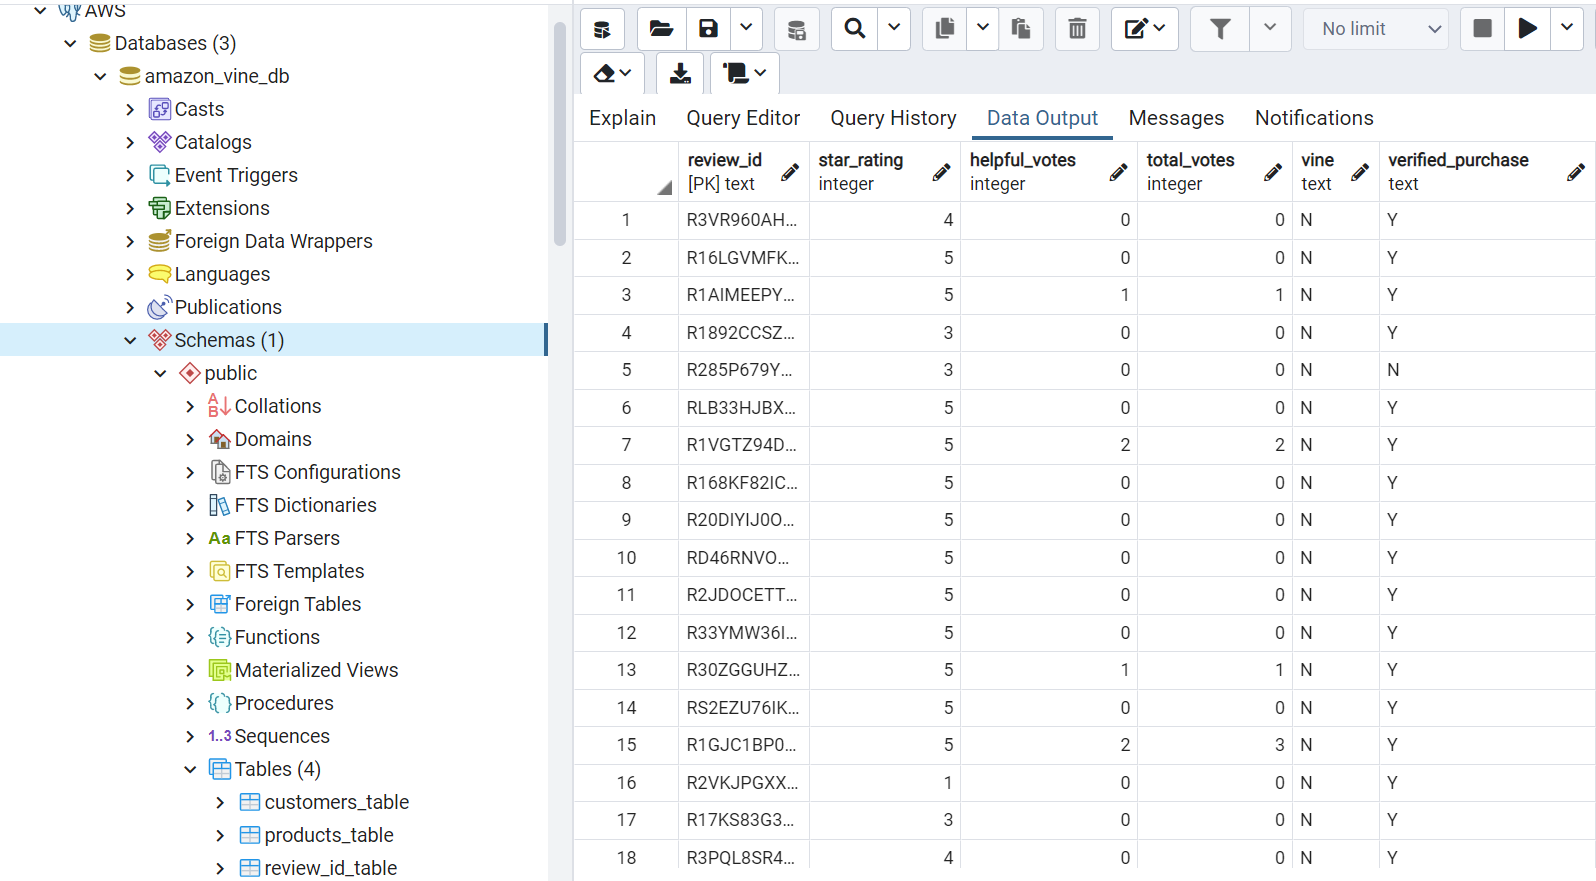 AWS
Databases (3)
amazon_vine_db
Casts
Catalogs
Event Triggers
Extensions
Foreign Data Wrappers
Languages
Publications
Schemas (1)
public
Collations
Domains
FTS Configurations
FTS Dictionaries
Aa FTS Parsers
FTS Templates
Foreign Tables
Functions
Materialized Views
Procedures
1..3 Sequences
Tables (4)
customers_table
products_table
review_id_table
No limit
Explain Query Editor Query History Data Output Messages Notifications
review_id star_rating helpful_votes total_votes vine verified_purchase
[PK] text integer integer integer text text
1 R3VR960AH... 4 0 0 N Y
2 R16LGVMFK... 5 0 0 N Y
3 R1AIMEEPY... 5 1 1 N Y
4 R1892CCSZ... 3 0 0 N Y
5 R285P679Y... 3 0 0 N N
6 RLB33HJBX... 5 0 0 N Y
7 R1VGTZ94D... 5 2 2 N Y
8 R168KF82IC... 5 0 0 N Y
9 R20DIYIJ0O... 5 0 0 N Y
10 RD46RNVO... 5 0 0 N Y
11 R2JDOCETT... 5 0 0 N Y
12 R33YMW36I... 5 0 0 N Y
13 R30ZGGUHZ... 5 1 1 N Y
14 RS2EZU76IK... 5 0 0 N Y
15 R1GJC1BP0... 5 2 3 N Y
16 R2VKJPGXX... 1 0 0 N Y
17 R17KS83G3... 3 0 0 N Y
18 R3PQL8SR4... 4 0 0 N Y